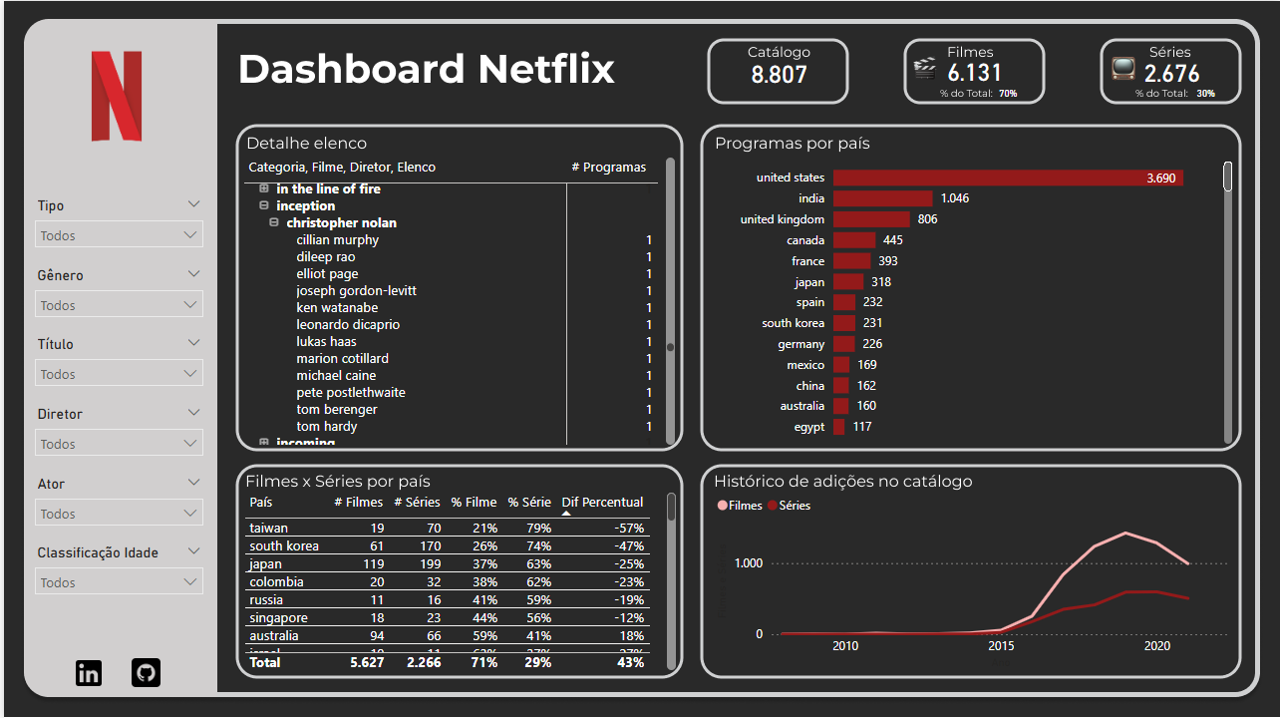 Dashboard Netflix
Catálogo
8.807
Filmes
6.131
% do Total: 70%
Séries
2.676
% do Total: 30%
Tipo
Todos
Gênero
Todos
Título
Todos
Diretor
Todos
Ator
Todos
Classificação Idade
Todos
Detalhe elenco
Categoria, Filme, Diretor, Elenco # Programas
in the line of fire
inception
christopher nolan
cillian murphy 1
dileep rao 1
elliot page 1
joseph gordon-levitt 1
ken watanabe 1
leonardo dicaprio 1
lukas haas 1
marion cotillard 1
michael caine 1
pete postlethwaite 1
tom berenger 1
tom hardy 1
incoming
Programas por país
united states 3.690
india 1.046
united kingdom 806
canada 445
france 393
japan 318
spain 232
south korea 231
germany 226
mexico 169
china 162
australia 160
egypt 117
Filmes x Séries por país
País # Filmes # Séries % Filme % Série Dif Percentual
taiwan 19 70 21% 79% -57%
south korea 61 170 26% 74% -47%
japan 119 199 37% 63% -25%
colombia 20 32 38% 62% -23%
russia 11 16 41% 59% -19%
singapore 18 23 44% 56% -12%
australia 94 66 59% 41% 18%
Total 5.627 2.266 71% 29% 43%
Histórico de adições no catálogo
Filmes Séries
1.000
0
2010 2015 2020